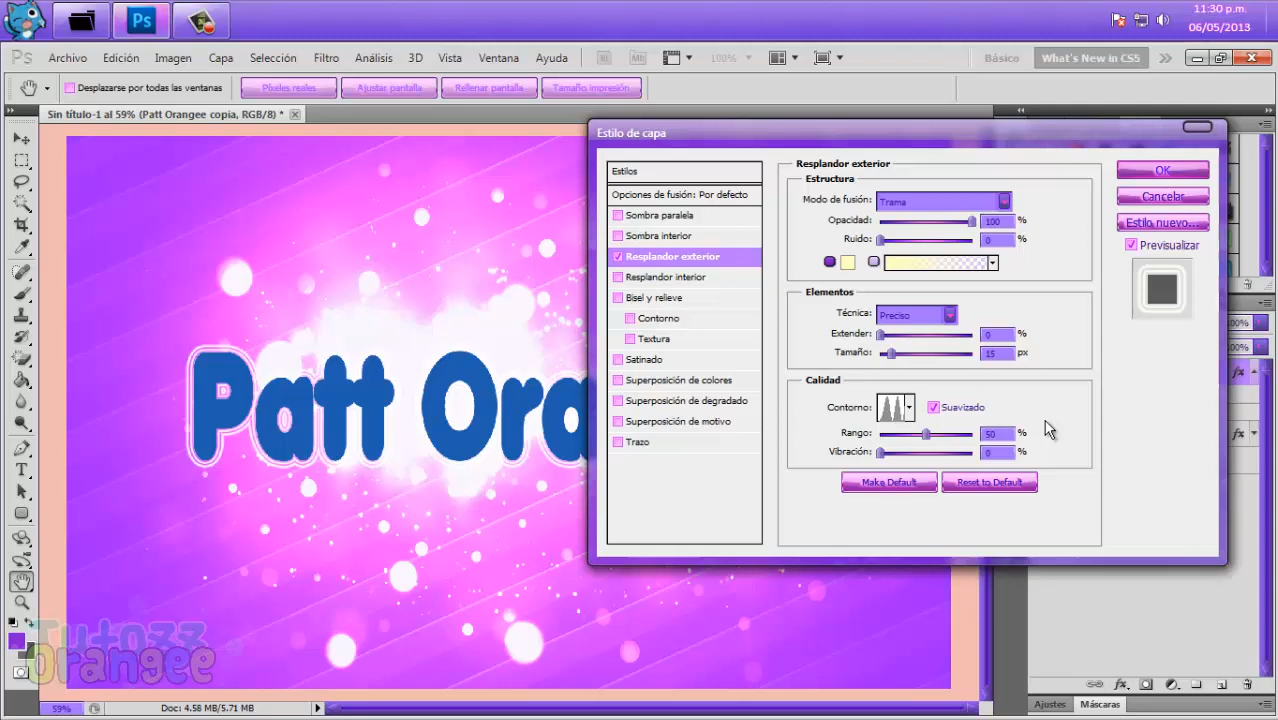 11:30 p.m.
06/05/2013
Ps
Ps Archivo Edición Imagen Capa Selección Filtro Análisis 3D Vista Ventana Ayuda Br Mb 100% Básico What's New in CS5
Desplazarse por todas las ventanas Píxeles reales Ajustar pantalla Rellenar pantalla Tamaño impresión
Sin título-1 al 59% (Patt Orangee copia, RGB/8) *
Estilo de capa
Estilos
Opciones de fusión: Por defecto
Sombra paralela
Sombra interior
Resplandor exterior
Resplandor interior
Bisel y relieve
Contorno
Textura
Satinado
Superposición de colores
Superposición de degradado
Superposición de motivo
Trazo
Resplandor exterior
Estructura
Modo de fusión: Trama
Opacidad: 100 %
Ruido: 0 %
Elementos
Técnica: Preciso
Extender: 0 %
Tamaño: 15 px
Calidad
Contorno: Suavizado
Rango: 50 %
Vibración: 0 %
Make Default Reset to Default
OK
Cancelar
Estilo nuevo...
Previsualizar
Patt Ora
Tuto33
Orangee
59% Doc: 4.58 MB/5.71 MB
Ajustes Máscaras